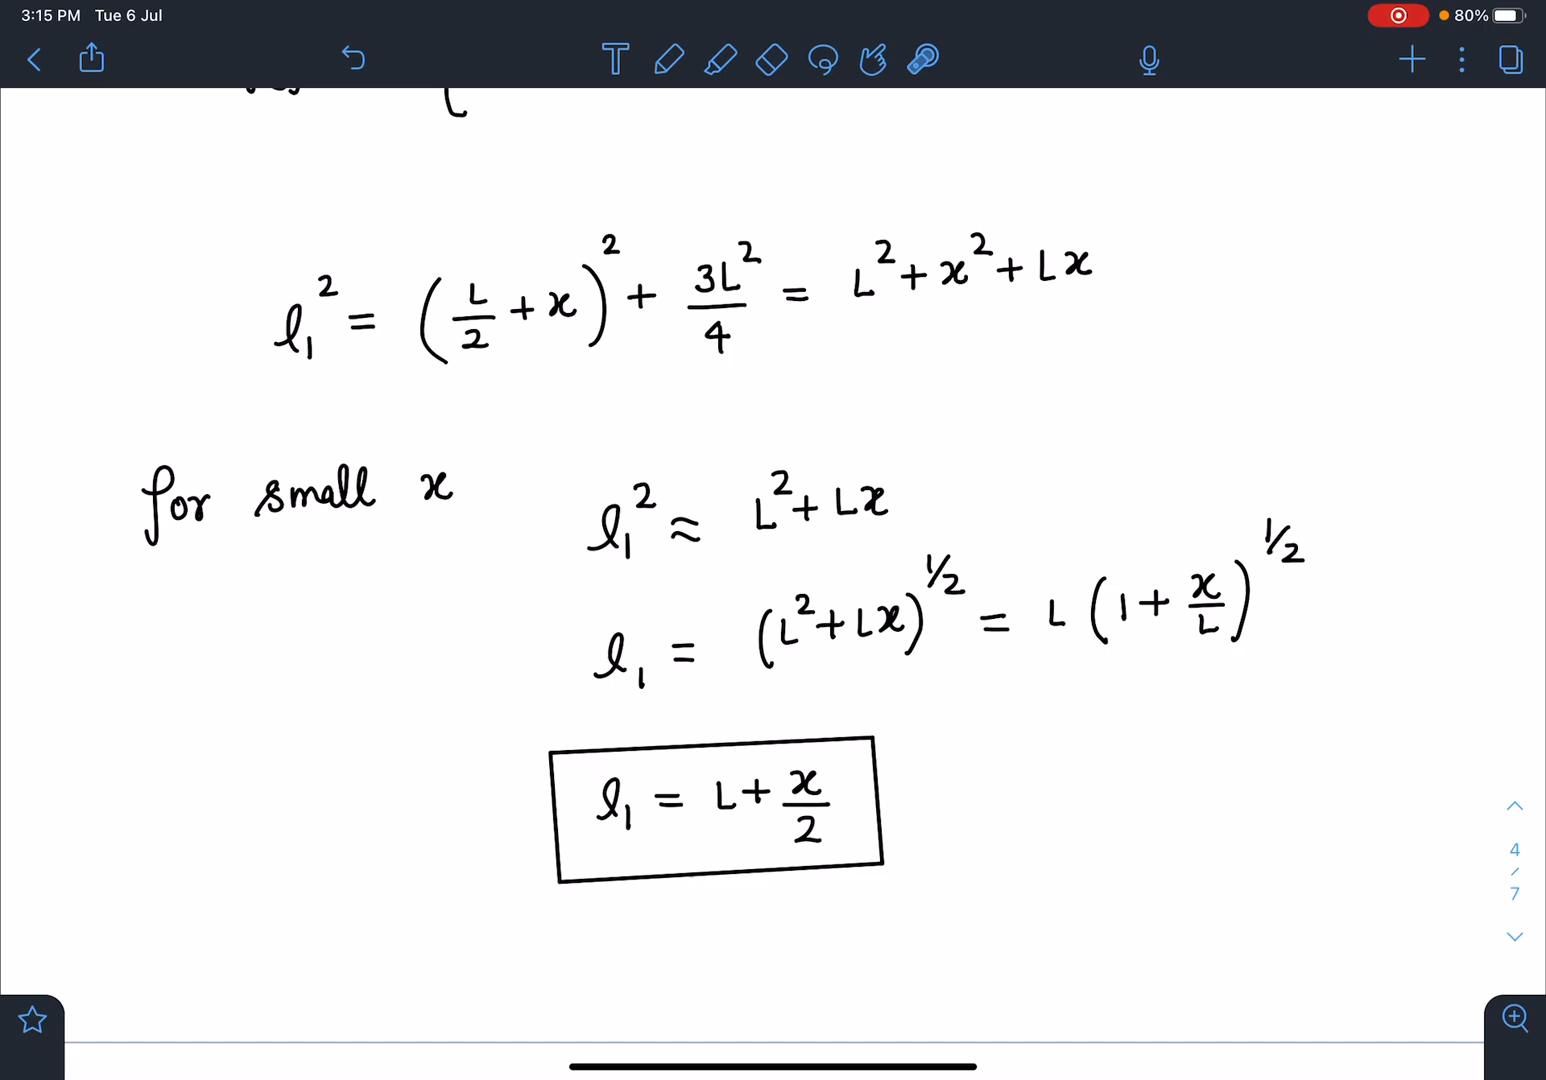 3:15 PM Tue 6 Jul 80%
l₁² = (L/2 + x)² + 3L²/4 = L² + x² + Lx
for small x l₁² ≈ L² + Lx
l₁ = (L² + Lx)^1/2 = L (1 + x/L)^1/2
l₁ = L + x/2
4
/
7